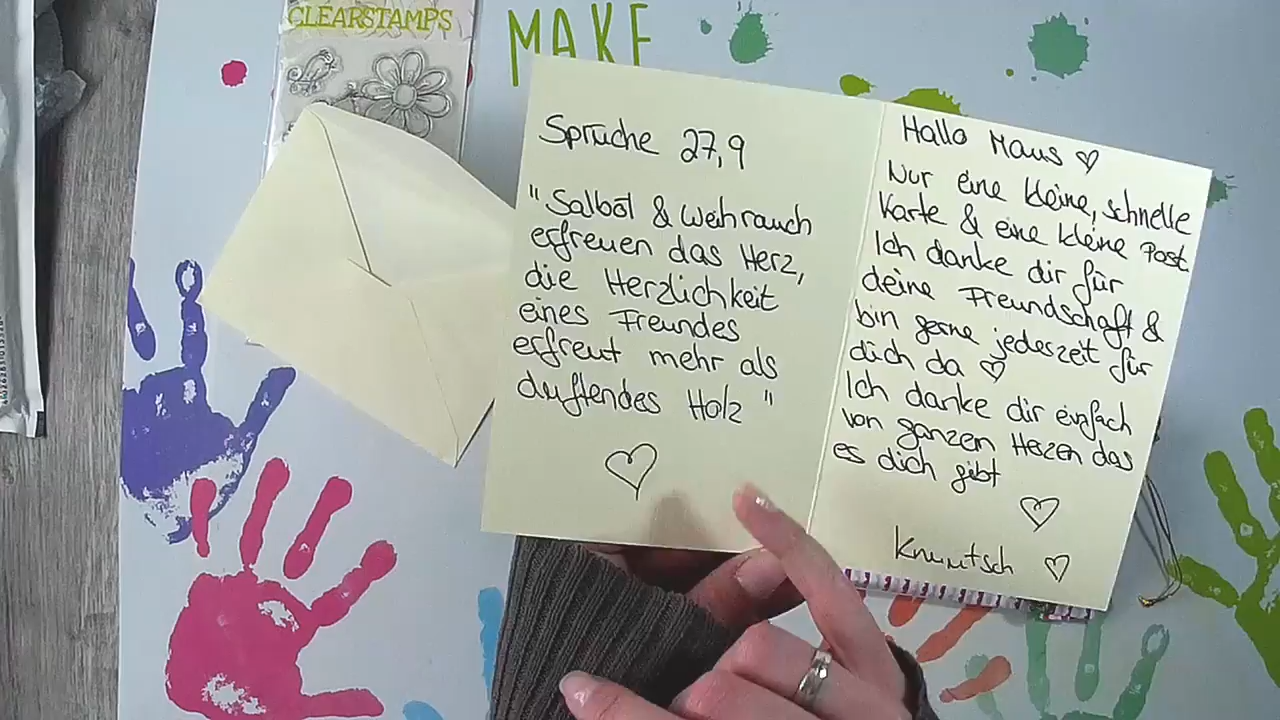 CLEARSTAMPS
MAKE
Sprüche 27,9
"Salböl & Weihrauch
erfreuen das Herz,
die Herzlichkeit
eines Freundes
erfreut mehr als
duftendes Holz"
Hallo Maus ♡
Nur eine kleine, schnelle
Karte & eine kleine Post.
Ich danke dir für
deine Freundschaft &
bin gerne jederzeit für
dich da ♡
Ich danke dir einfach
von ganzem Herzen das
es dich gibt
Knuutsch ♡